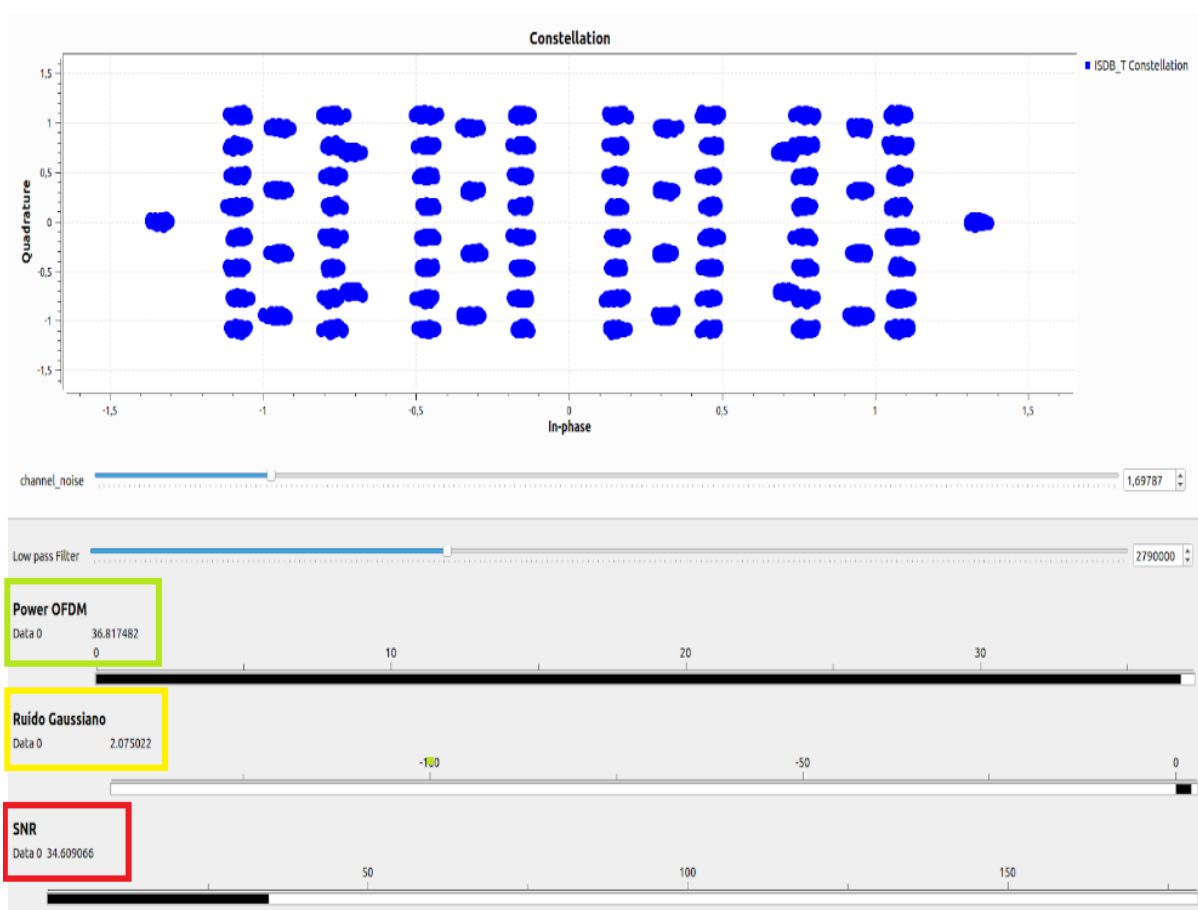 Constellation
ISDB_T Constellation
1,5
1
0,5
0
-0,5
-1
-1,5
Quadrature
-1,5
-1
-0,5
0
0,5
1
1,5
In-phase
channel_noise
1,69787
Low pass Filter
2790000
Power OFDM
Data 0 36.817482
0 10 20 30
Ruído Gaussiano
Data 0 2.075022
-100 -50 0
SNR
Data 0 34.609066
50 100 150